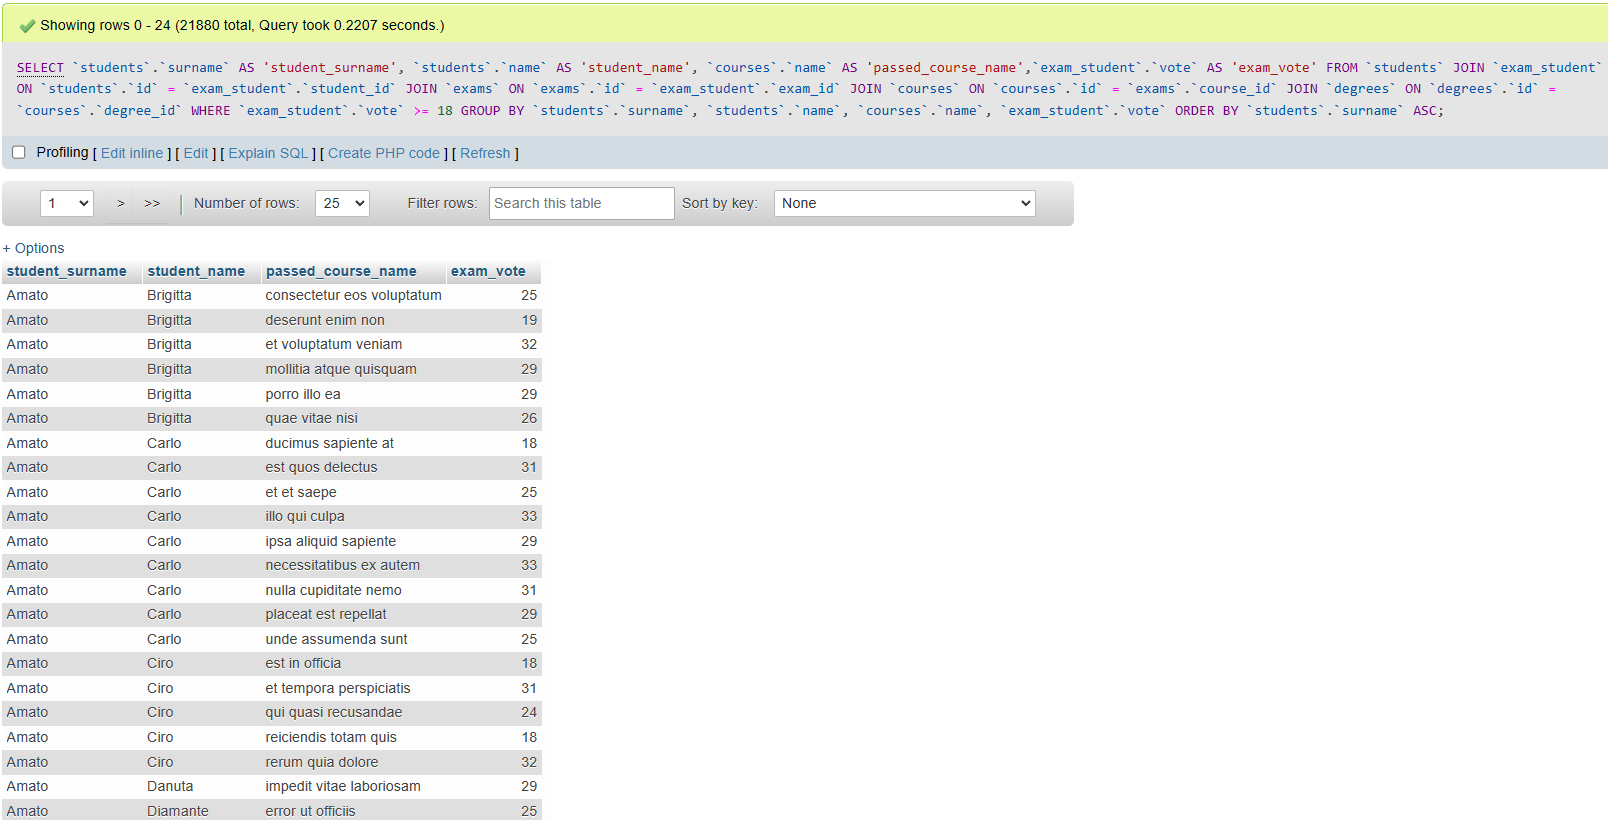 Showing rows 0 - 24 (21880 total, Query took 0.2207 seconds.)
SELECT `students`.`surname` AS 'student_surname', `students`.`name` AS 'student_name', `courses`.`name` AS 'passed_course_name',`exam_student`.`vote` AS 'exam_vote' FROM `students` JOIN `exam_student`
ON `students`.`id` = `exam_student`.`student_id` JOIN `exams` ON `exams`.`id` = `exam_student`.`exam_id` JOIN `courses` ON `courses`.`id` = `exams`.`course_id` JOIN `degrees` ON `degrees`.`id` =
`courses`.`degree_id` WHERE `exam_student`.`vote` >= 18 GROUP BY `students`.`surname`, `students`.`name`, `courses`.`name`, `exam_student`.`vote` ORDER BY `students`.`surname` ASC;
Profiling [ Edit inline ] [ Edit ] [ Explain SQL ] [ Create PHP code ] [ Refresh ]
1 > >> | Number of rows: 25 Filter rows: Search this table Sort by key: None
+ Options
student_surname student_name passed_course_name exam_vote
Amato Brigitta consectetur eos voluptatum 25
Amato Brigitta deserunt enim non 19
Amato Brigitta et voluptatum veniam 32
Amato Brigitta mollitia atque quisquam 29
Amato Brigitta porro illo ea 29
Amato Brigitta quae vitae nisi 26
Amato Carlo ducimus sapiente at 18
Amato Carlo est quos delectus 31
Amato Carlo et et saepe 25
Amato Carlo illo qui culpa 33
Amato Carlo ipsa aliquid sapiente 29
Amato Carlo necessitatibus ex autem 33
Amato Carlo nulla cupiditate nemo 31
Amato Carlo placeat est repellat 29
Amato Carlo unde assumenda sunt 25
Amato Ciro est in officia 18
Amato Ciro et tempora perspiciatis 31
Amato Ciro qui quasi recusandae 24
Amato Ciro reiciendis totam quis 18
Amato Ciro rerum quia dolore 32
Amato Danuta impedit vitae laboriosam 29
Amato Diamante error ut officiis 25